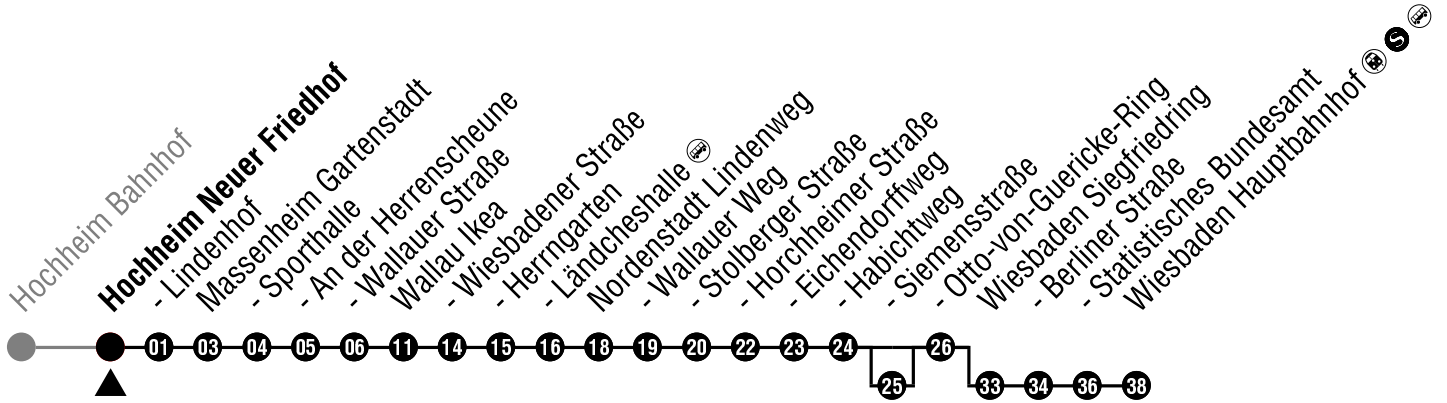 Hochheim Bahnhof
Hochheim Neuer Friedhof
- Lindenhof
Massenheim Gartenstadt
- Sporthalle
- An der Herrenscheune
- Wallauer Straße
Wallau Ikea
- Wiesbadener Straße
- Herrngarten
- Ländcheshalle
Nordenstadt Lindenweg
- Wallauer Weg
- Stolberger Straße
- Horchheimer Straße
- Eichendorffweg
- Habichtweg
- Siemensstraße
- Otto-von-Guericke-Ring
Wiesbaden Siegfriedring
- Berliner Straße
- Statistisches Bundesamt
Wiesbaden Hauptbahnhof S
01 03 04 05 06 11 14 15 16 18 19 20 22 23 24 26
25 33 34 36 38